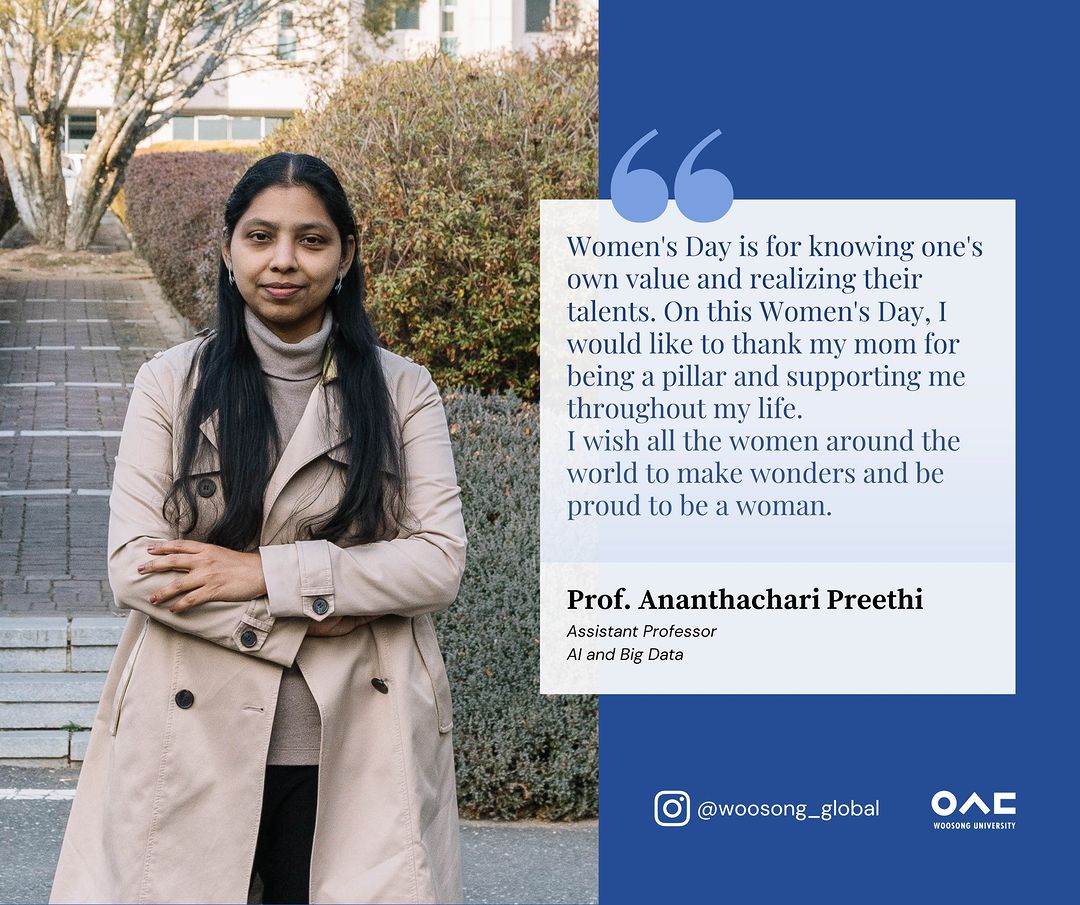 Women's Day is for knowing one's
own value and realizing their
talents. On this Women's Day, I
would like to thank my mom for
being a pillar and supporting me
throughout my life.
I wish all the women around the
world to make wonders and be
proud to be a woman.
Prof. Ananthachari Preethi
Assistant Professor
AI and Big Data
@woosong_global
WOOSONG UNIVERSITY